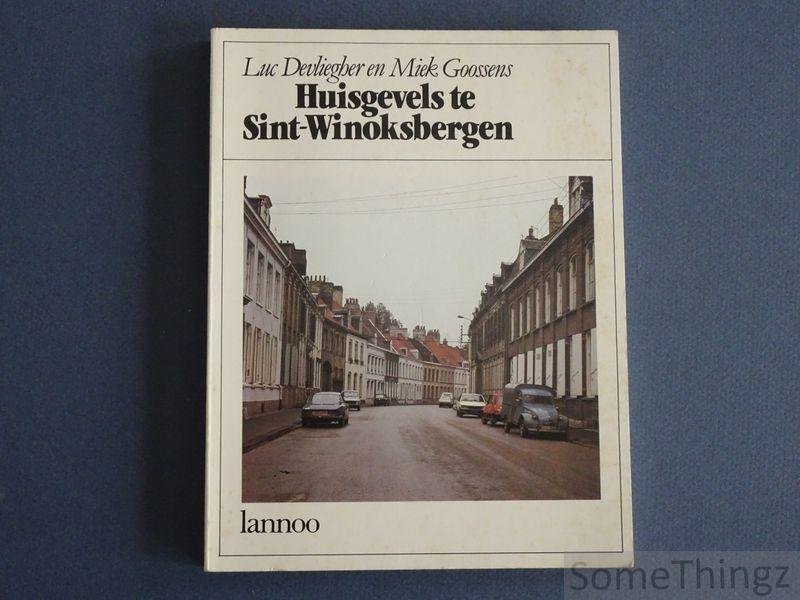 Luc Devliegher en Miek Goossens
Huisgevels te
Sint-Winoksbergen
lannoo
SomeThingz